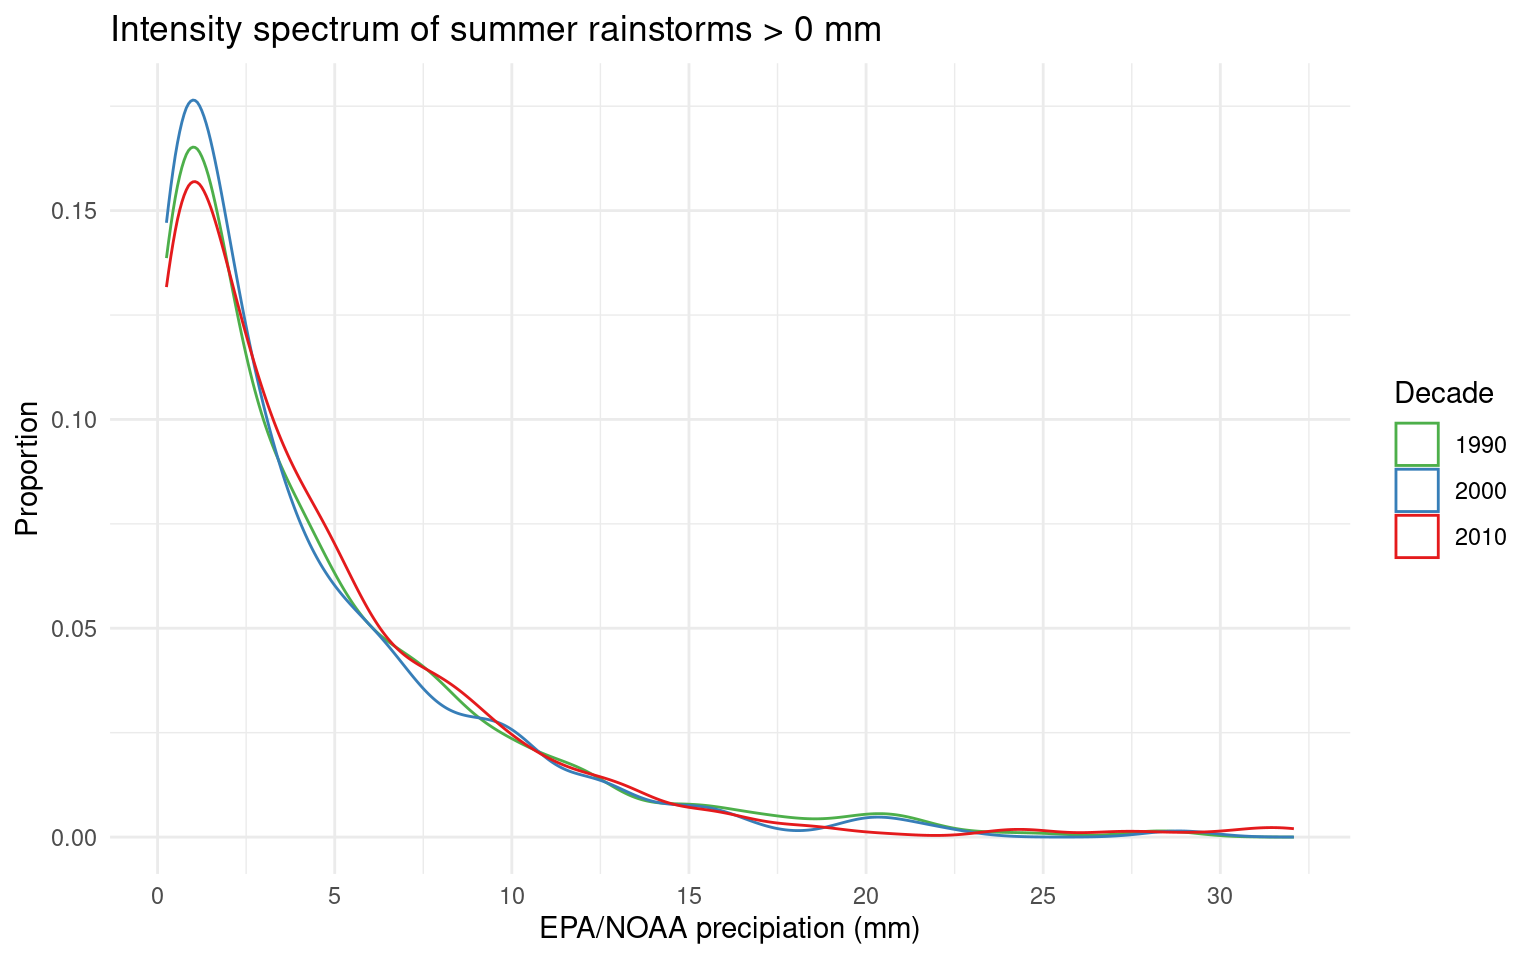 Intensity spectrum of summer rainstorms > 0 mm
Proportion
0.15
0.10
0.05
0.00
0 5 10 15 20 25 30
EPA/NOAA precipiation (mm)
Decade
1990
2000
2010